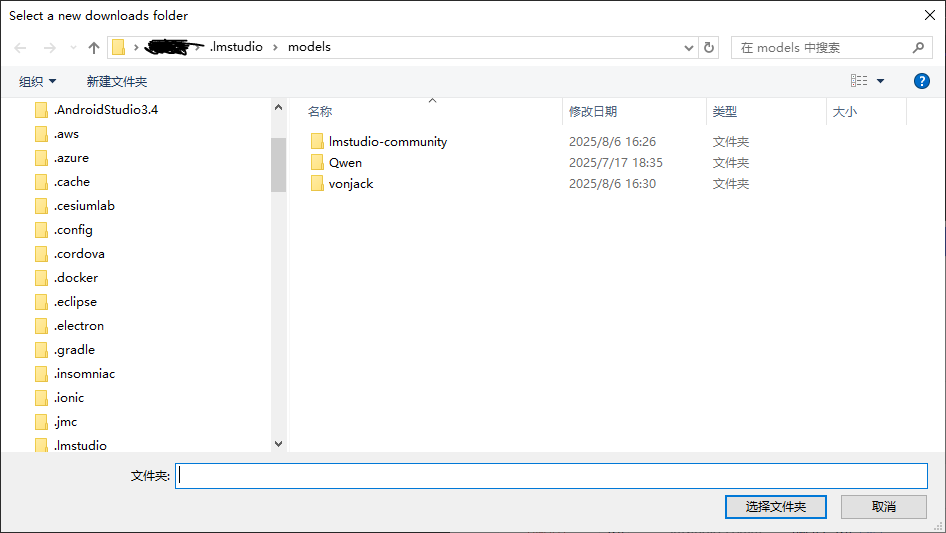 Select a new downloads folder
.lmstudio
models
在 models 中搜索
组织
新建文件夹
.AndroidStudio3.4
.aws
.azure
.cache
.cesiumlab
.config
.cordova
.docker
.eclipse
.electron
.gradle
.insomniac
.ionic
.jmc
.lmstudio
名称 修改日期 类型 大小
lmstudio-community 2025/8/6 16:26 文件夹
Qwen 2025/7/17 18:35 文件夹
vonjack 2025/8/6 16:30 文件夹
文件夹:
选择文件夹 取消